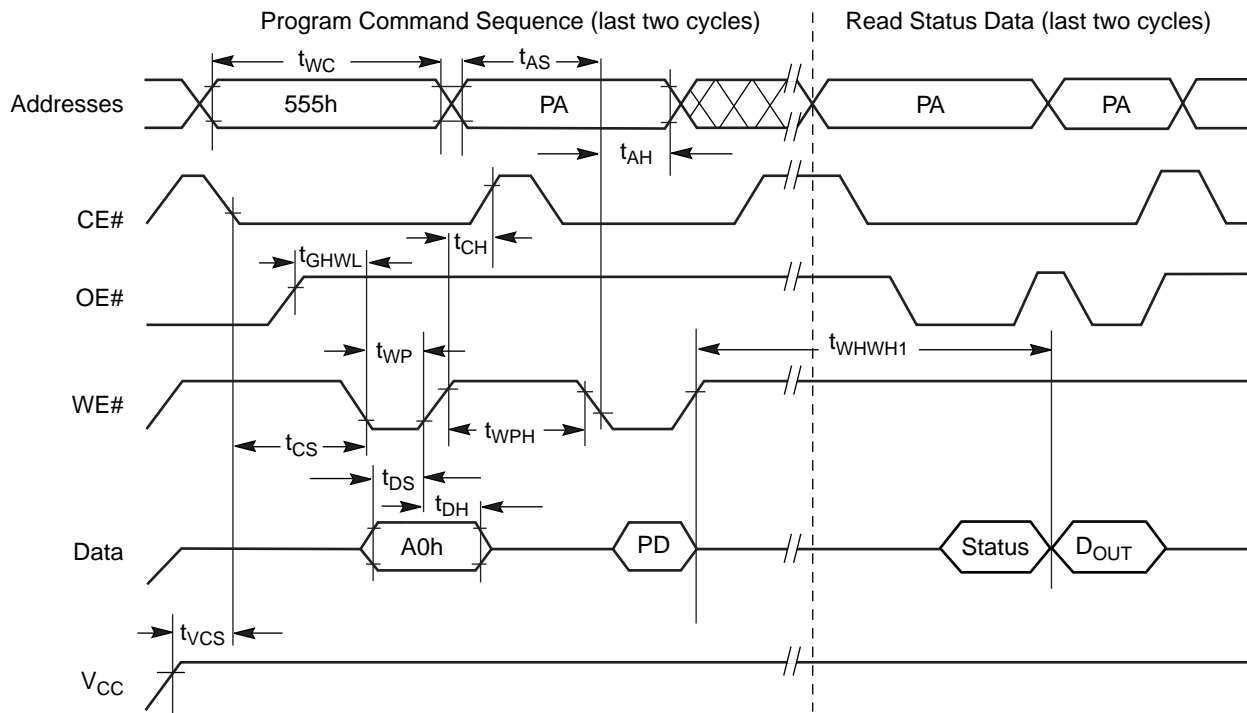 Program Command Sequence (last two cycles)
Read Status Data (last two cycles)
tWC
tAS
Addresses
555h
PA
PA
PA
tAH
CE#
tCH
tGHWL
OE#
tWP
tWHWH1
WE#
tCS
tWPH
tDS
tDH
Data
A0h
PD
Status
DOUT
tVCS
VCC